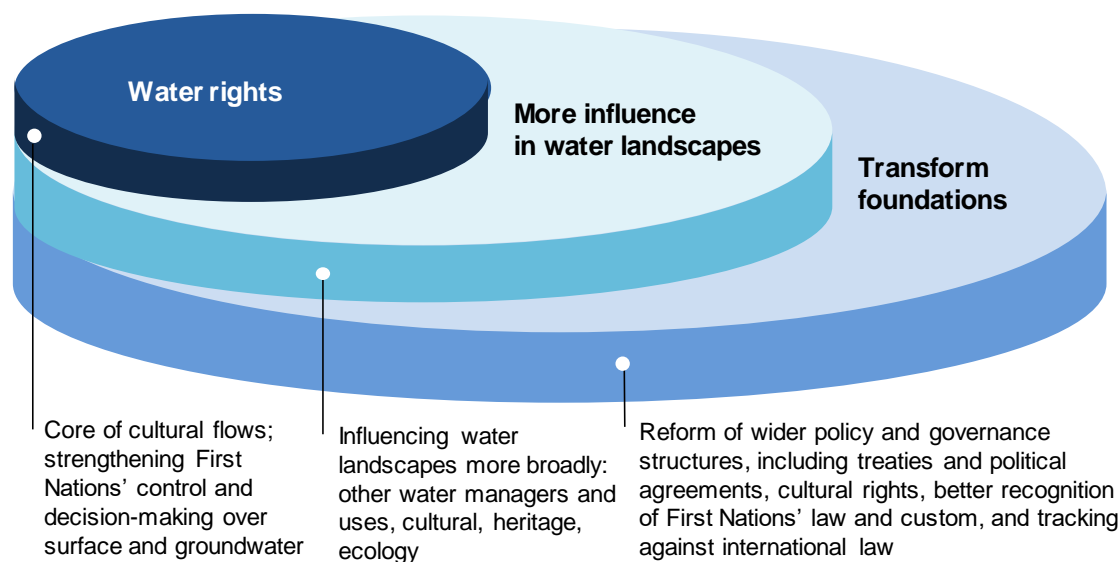 Water rights
More influence
in water landscapes
Transform
foundations
Core of cultural flows;
strengthening First
Nations' control and
decision-making over
surface and groundwater
Influencing water
landscapes more broadly:
other water managers and
uses, cultural, heritage,
ecology
Reform of wider policy and governance
structures, including treaties and political
agreements, cultural rights, better recognition
of First Nations' law and custom, and tracking
against international law